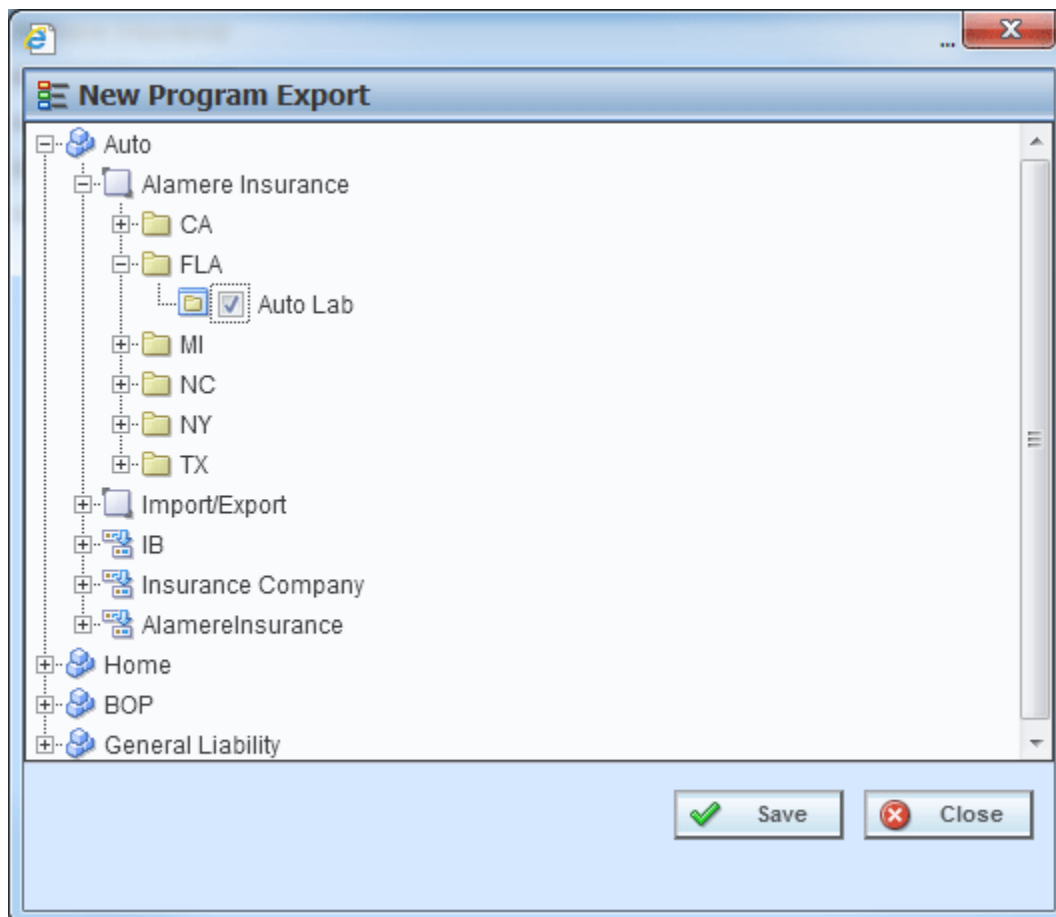 ...
New Program Export
Auto
Alamere Insurance
CA
FLA
Auto Lab
MI
NC
NY
TX
Import/Export
IB
Insurance Company
AlamereInsurance
Home
BOP
General Liability
Save
Close